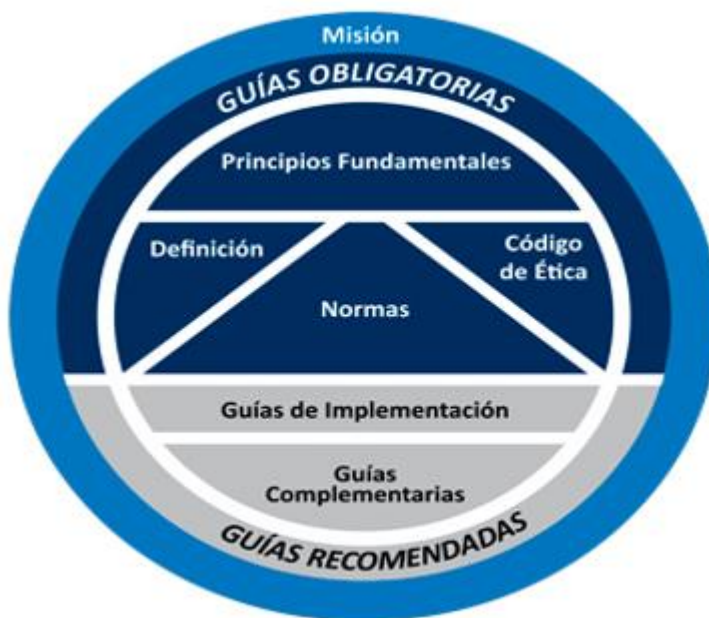 Misión
GUÍAS OBLIGATORIAS
Principios Fundamentales
Definición
Código
de Ética
Normas
Guías de Implementación
Guías
Complementarias
GUÍAS RECOMENDADAS